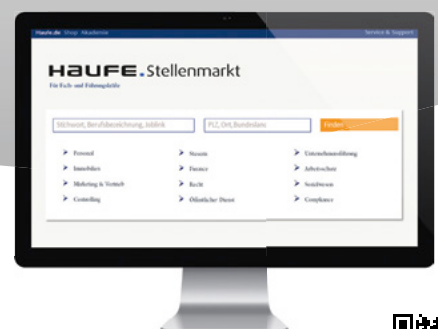 Haufe.de Shop Akademie Service & Support
HAUFE.Stellenmarkt
Für Fach- und Führungskräfte
Stichwort, Berufsbezeichnung, Joblink PLZ, Ort, Bundesland Finden
Personal Steuern Unternehmensführung
Immobilien Finance Arbeitsschutz
Marketing & Vertrieb Recht Sozialwesen
Controlling Öffentlicher Dienst Compliance